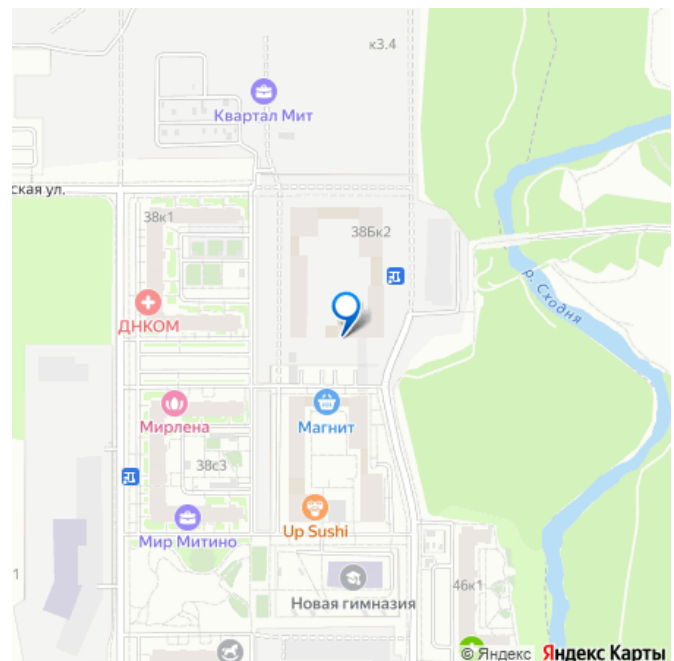 к3.4
Квартал Мит
ская ул.
38к1
38Бк2
р. Сходня
ДНКОМ
Мирлена
Магнит
38с3
Up Sushi
Мир Митино
1
Новая гимназия
46к1
© Яндекс Яндекс Карты